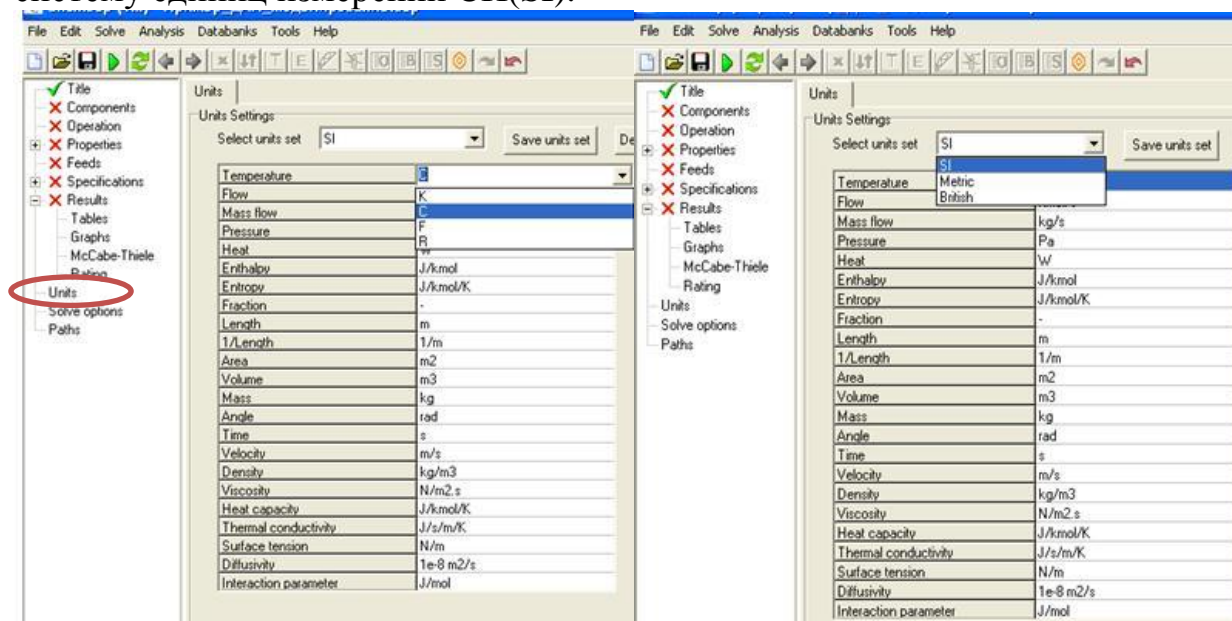 систему единиц измерений СИ(SI).
File Edit Solve Analysis Databanks Tools Help
Title
Components
Operation
Properties
Feeds
Specifications
Results
Tables
Graphs
McCabe-Thiele
Rating
Units
Solve options
Paths
Units
Units Settings
Select units set SI Save units set De
Temperature C
Flow K
Mass flow C
Pressure F
R
Heat W
Enthalpy J/kmol
Entropy J/kmol/K
Fraction -
Length m
1/Length 1/m
Area m2
Volume m3
Mass kg
Angle rad
Time s
Velocity m/s
Density kg/m3
Viscosity N/m2.s
Heat capacity J/kmol/K
Thermal conductivity J/s/m/K
Surface tension N/m
Diffusivity 1e-8 m2/s
Interaction parameter J/mol
File Edit Solve Analysis Databanks Tools Help
Title
Components
Operation
Properties
Feeds
Specifications
Results
Tables
Graphs
McCabe-Thiele
Rating
Units
Solve options
Paths
Units
Units Settings
Select units set SI Save units set
SI
Metric
British
Temperature
Flow
Mass flow kg/s
Pressure Pa
Heat W
Enthalpy J/kmol
Entropy J/kmol/K
Fraction -
Length m
1/Length 1/m
Area m2
Volume m3
Mass kg
Angle rad
Time s
Velocity m/s
Density kg/m3
Viscosity N/m2.s
Heat capacity J/kmol/K
Thermal conductivity J/s/m/K
Surface tension N/m
Diffusivity 1e-8 m2/s
Interaction parameter J/mol